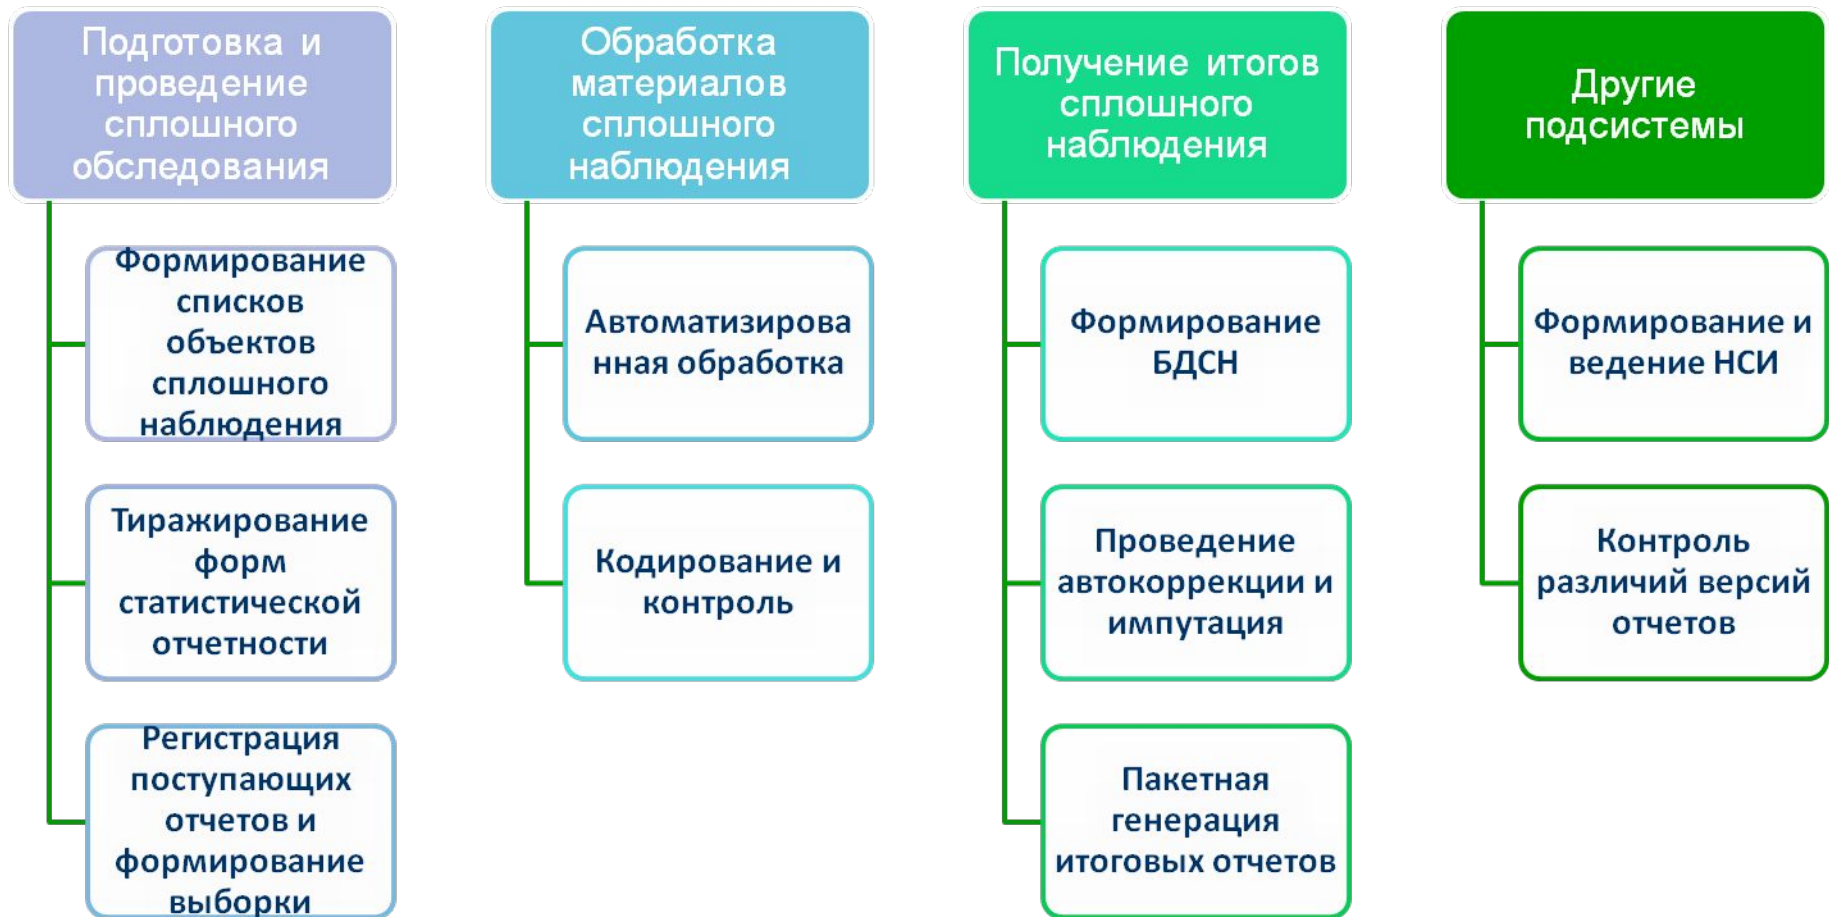 Подготовка и
проведение
сплошного
обследования
Формирование
списков
объектов
сплошного
наблюдения
Тиражирование
форм
статистической
отчетности
Регистрация
поступающих
отчетов и
формирование
выборки
Обработка
материалов
сплошного
наблюдения
Автоматизирова
нная обработка
Кодирование и
контроль
Получение итогов
сплошного
наблюдения
Формирование
БДСН
Проведение
автокоррекции и
импутация
Пакетная
генерация
итоговых отчетов
Другие
подсистемы
Формирование и
ведение НСИ
Контроль
различий версий
отчетов